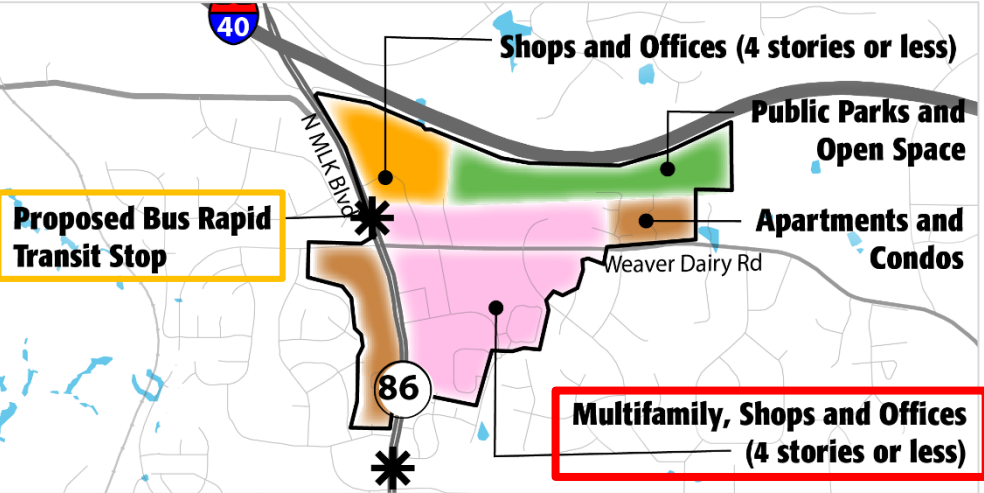 40
Shops and Offices (4 stories or less)
Public Parks and
Open Space
N MLK Blvd
Proposed Bus Rapid
Transit Stop
Apartments and
Condos
Weaver Dairy Rd
86
Multifamily, Shops and Offices
(4 stories or less)